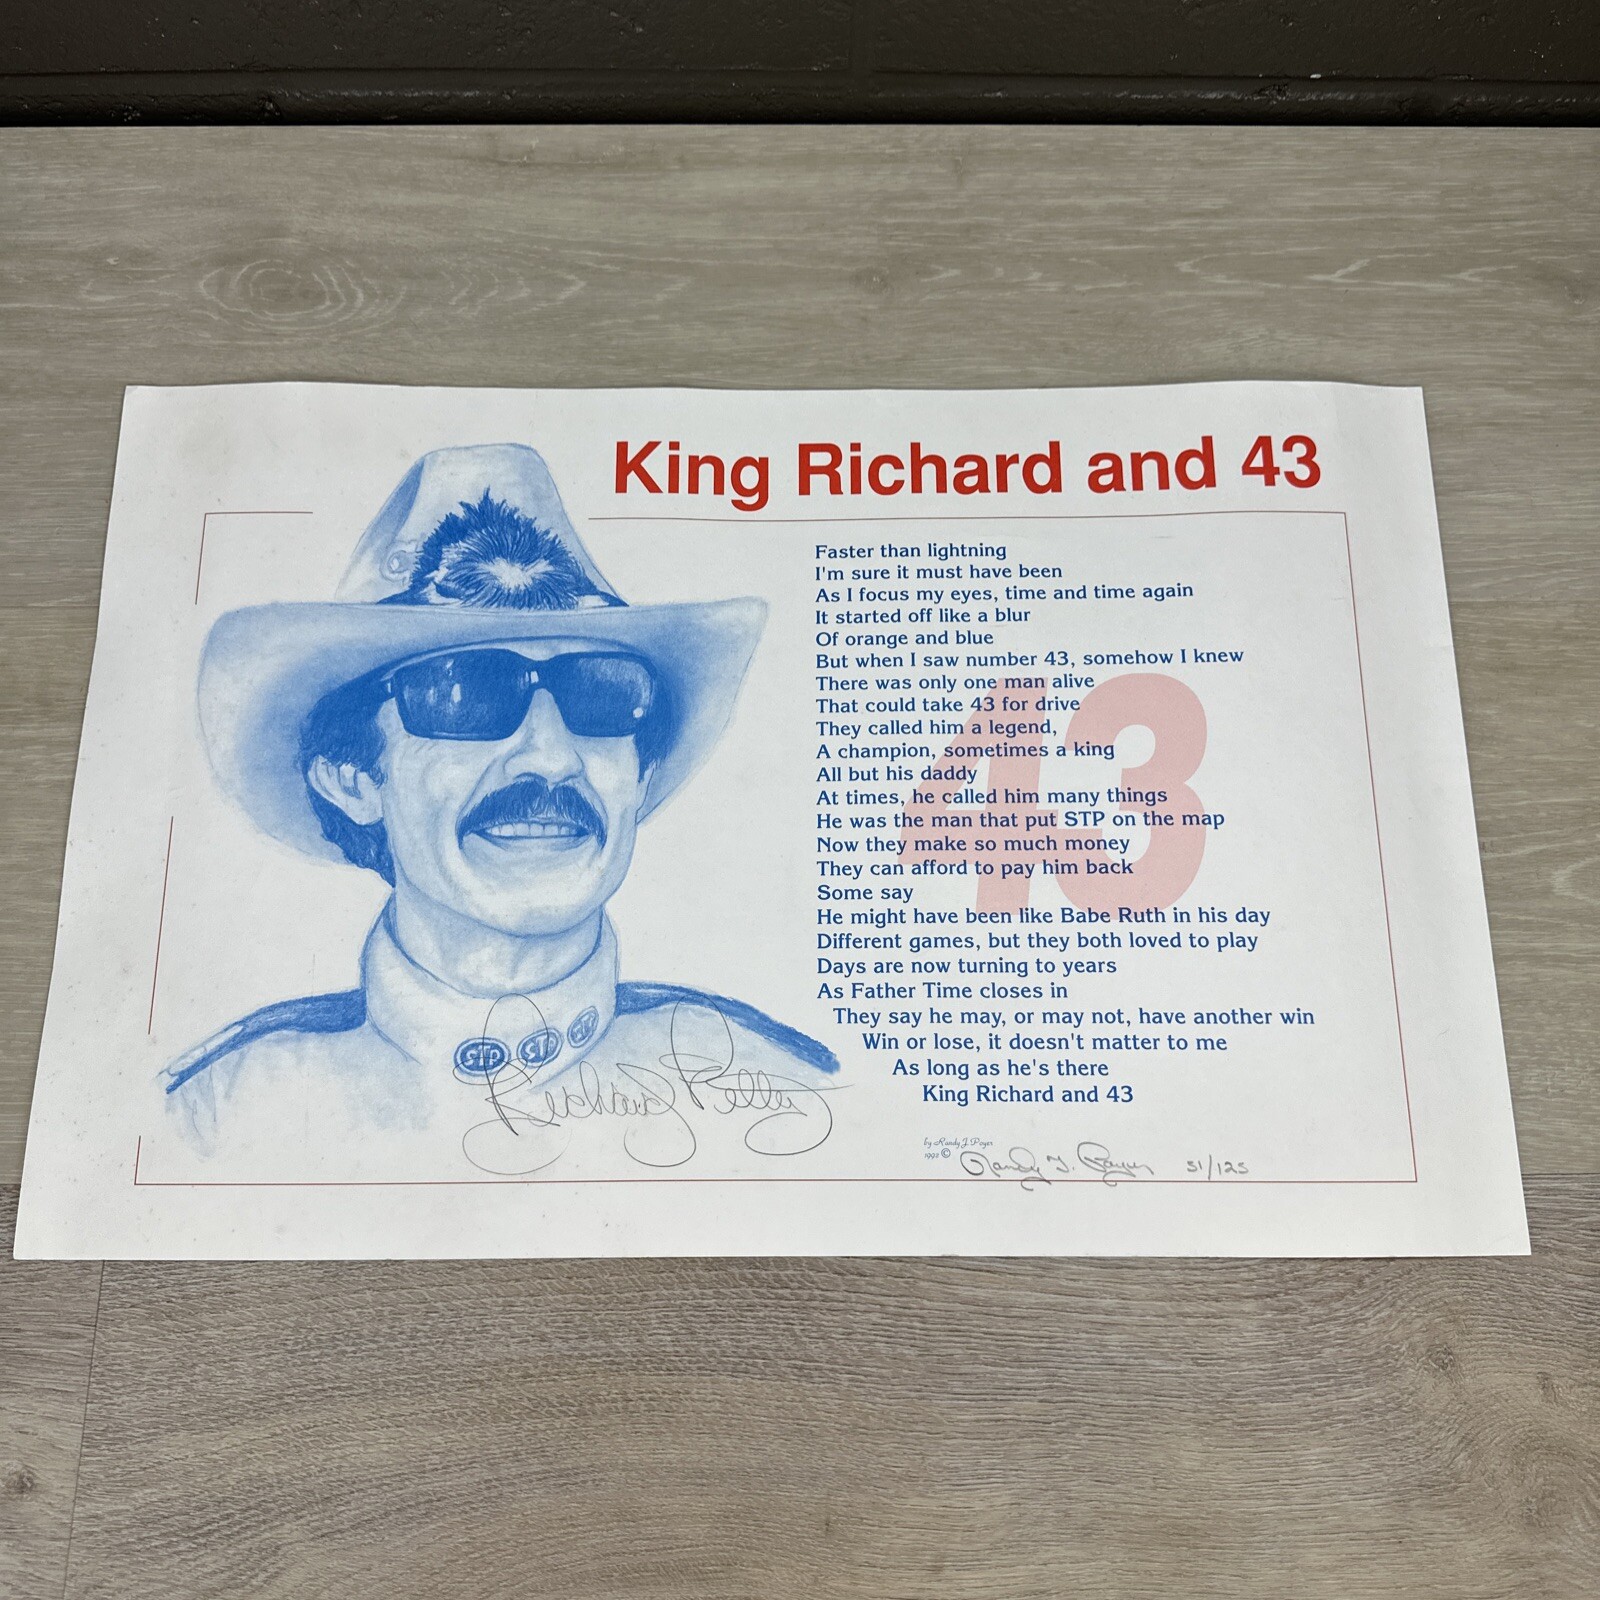 King Richard and 43
Faster than lightning
I'm sure it must have been
As I focus my eyes, time and time again
It started off like a blur
Of orange and blue
But when I saw number 43, somehow I knew
There was only one man alive
That could take 43 for drive
They called him a legend,
A champion, sometimes a king
All but his daddy
At times, he called him many things
He was the man that put STP on the map
Now they make so much money
They can afford to pay him back
Some say
He might have been like Babe Ruth in his day
Different games, but they both loved to play
Days are now turning to years
As Father Time closes in
They say he may, or may not, have another win
Win or lose, it doesn't matter to me
As long as he's there
King Richard and 43
43
STP STP STP
Richard Petty
by Randy J. Payer
1992 ©
Randy J. Payer 51/125